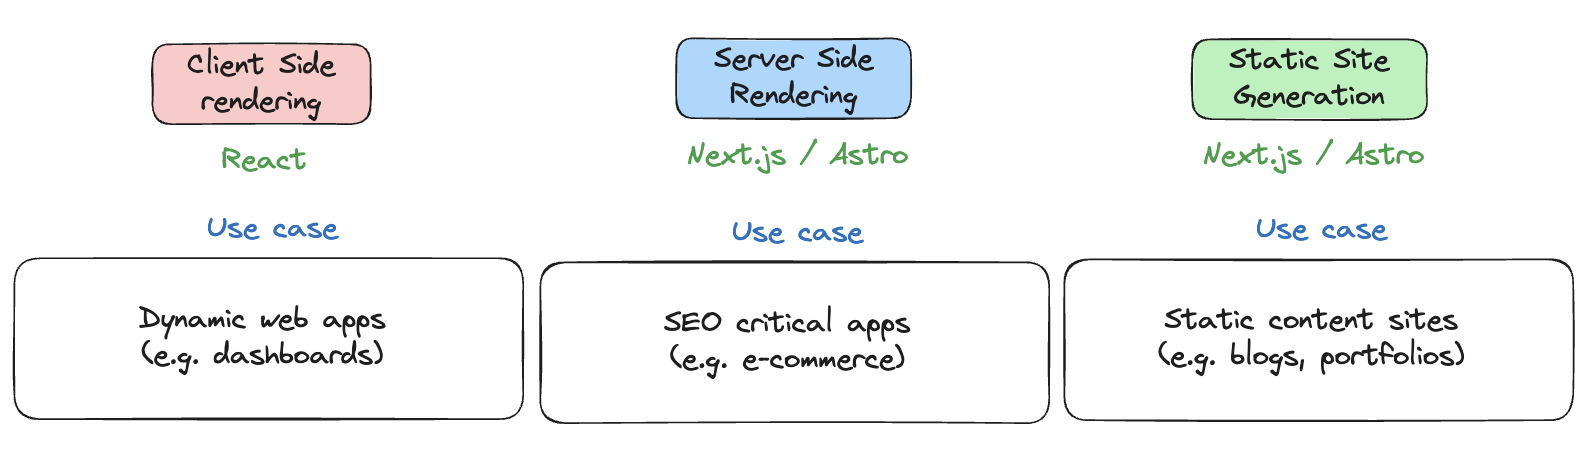 Client Side
rendering
React
Use case
Dynamic web apps
(e.g. dashboards)
Server Side
Rendering
Next.js / Astro
Use case
SEO critical apps
(e.g. e-commerce)
Static Site
Generation
Next.js / Astro
Use case
Static content sites
(e.g. blogs, portfolios)